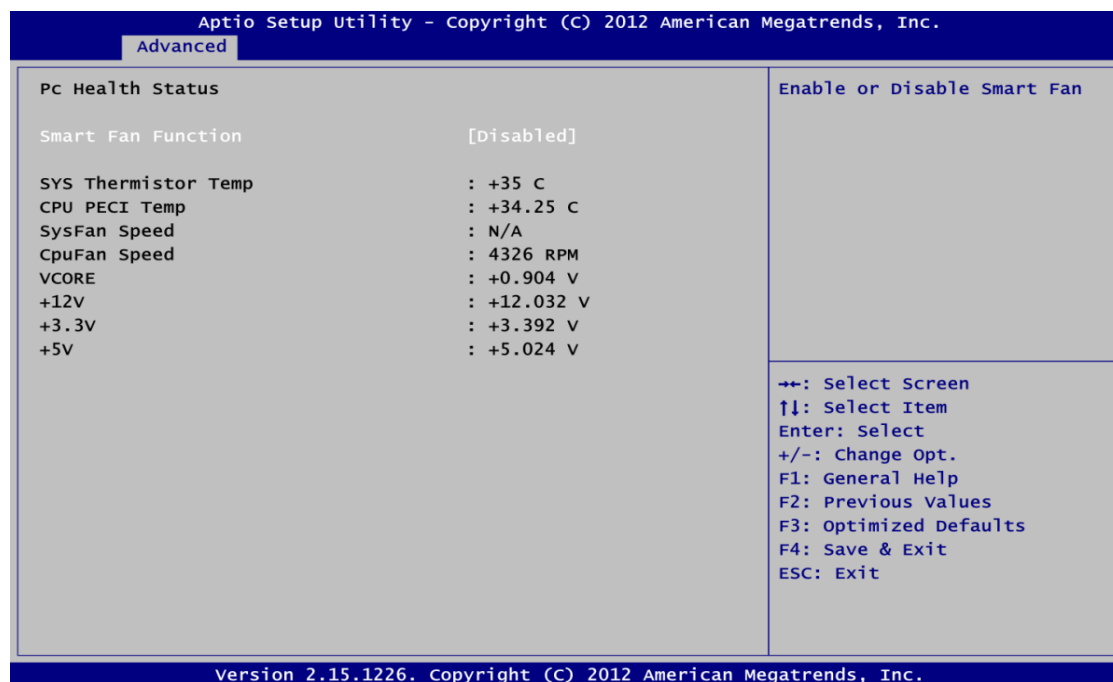 Aptio Setup Utility - Copyright (C) 2012 American Megatrends, Inc.
Advanced
Pc Health Status
Smart Fan Function [Disabled]
SYS Thermistor Temp : +35 C
CPU PECI Temp : +34.25 C
SysFan Speed : N/A
CpuFan Speed : 4326 RPM
VCORE : +0.904 V
+12V : +12.032 V
+3.3V : +3.392 V
+5V : +5.024 V
Enable or Disable Smart Fan
→←: Select Screen
↑↓: Select Item
Enter: Select
+/-: Change Opt.
F1: General Help
F2: Previous Values
F3: Optimized Defaults
F4: Save & Exit
ESC: Exit
Version 2.15.1226. Copyright (C) 2012 American Megatrends, Inc.